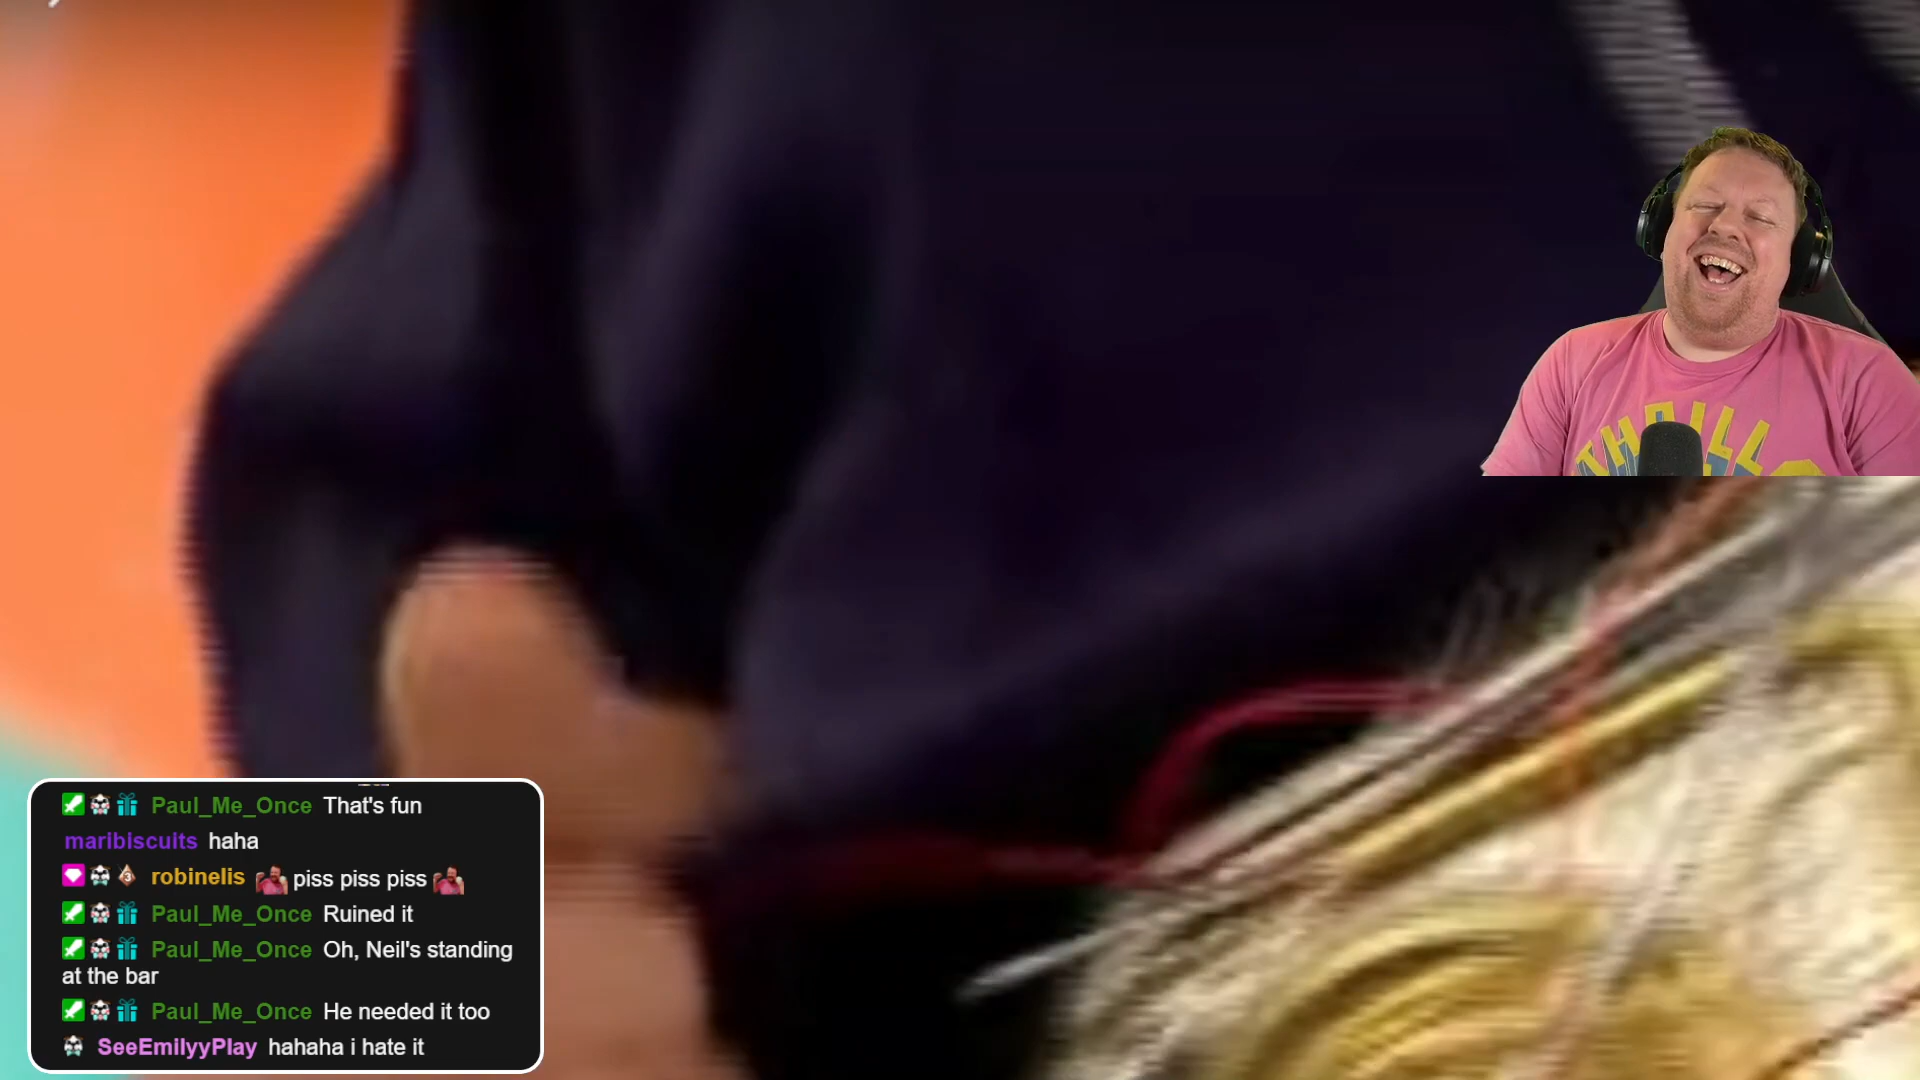 Paul_Me_Once That's fun
maribiscuits haha
robinelis piss piss piss
Paul_Me_Once Ruined it
Paul_Me_Once Oh, Neil's standing
at the bar
Paul_Me_Once He needed it too
SeeEmilyyPlay hahaha i hate it
THRILL